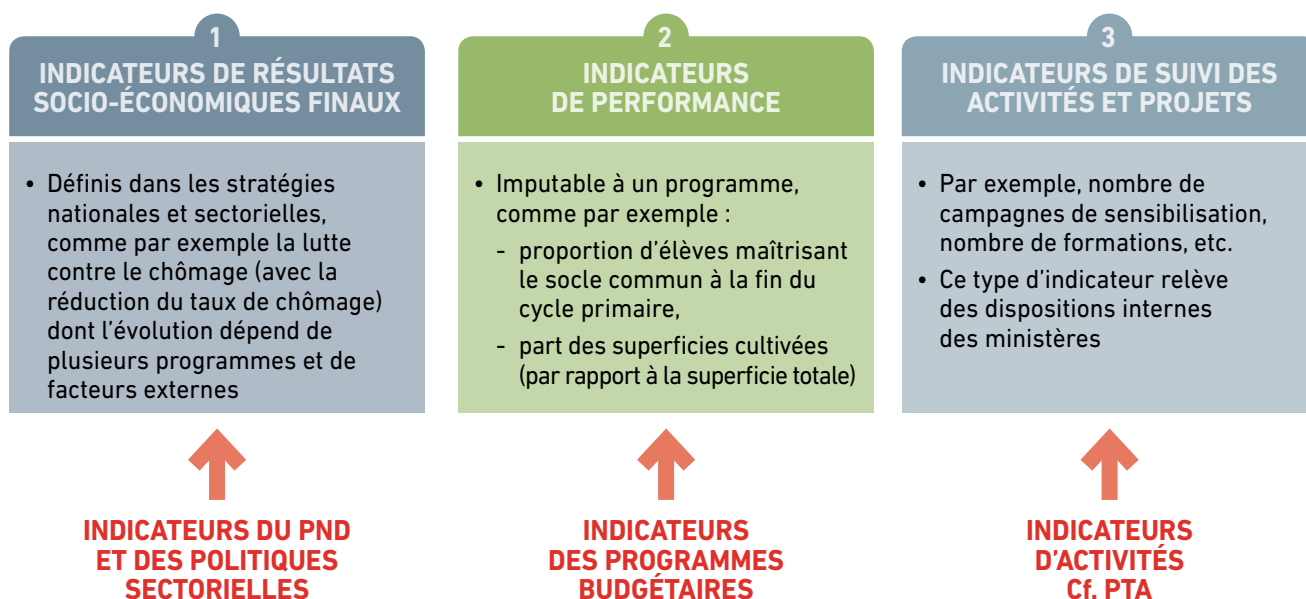 1
INDICATEURS DE RÉSULTATS
SOCIO-ÉCONOMIQUES FINAUX
• Définis dans les stratégies
nationales et sectorielles,
comme par exemple la lutte
contre le chômage (avec la
réduction du taux de chômage)
dont l’évolution dépend de
plusieurs programmes et de
facteurs externes
INDICATEURS DU PND
ET DES POLITIQUES
SECTORIELLES
2
INDICATEURS
DE PERFORMANCE
• Imputable à un programme,
comme par exemple :
- proportion d’élèves maîtrisant
le socle commun à la fin du
cycle primaire,
- part des superficies cultivées
(par rapport à la superficie totale)
INDICATEURS
DES PROGRAMMES
BUDGÉTAIRES
3
INDICATEURS DE SUIVI DES
ACTIVITÉS ET PROJETS
• Par exemple, nombre de
campagnes de sensibilisation,
nombre de formations, etc.
• Ce type d’indicateur relève
des dispositions internes
des ministères
INDICATEURS
D’ACTIVITÉS
Cf. PTA